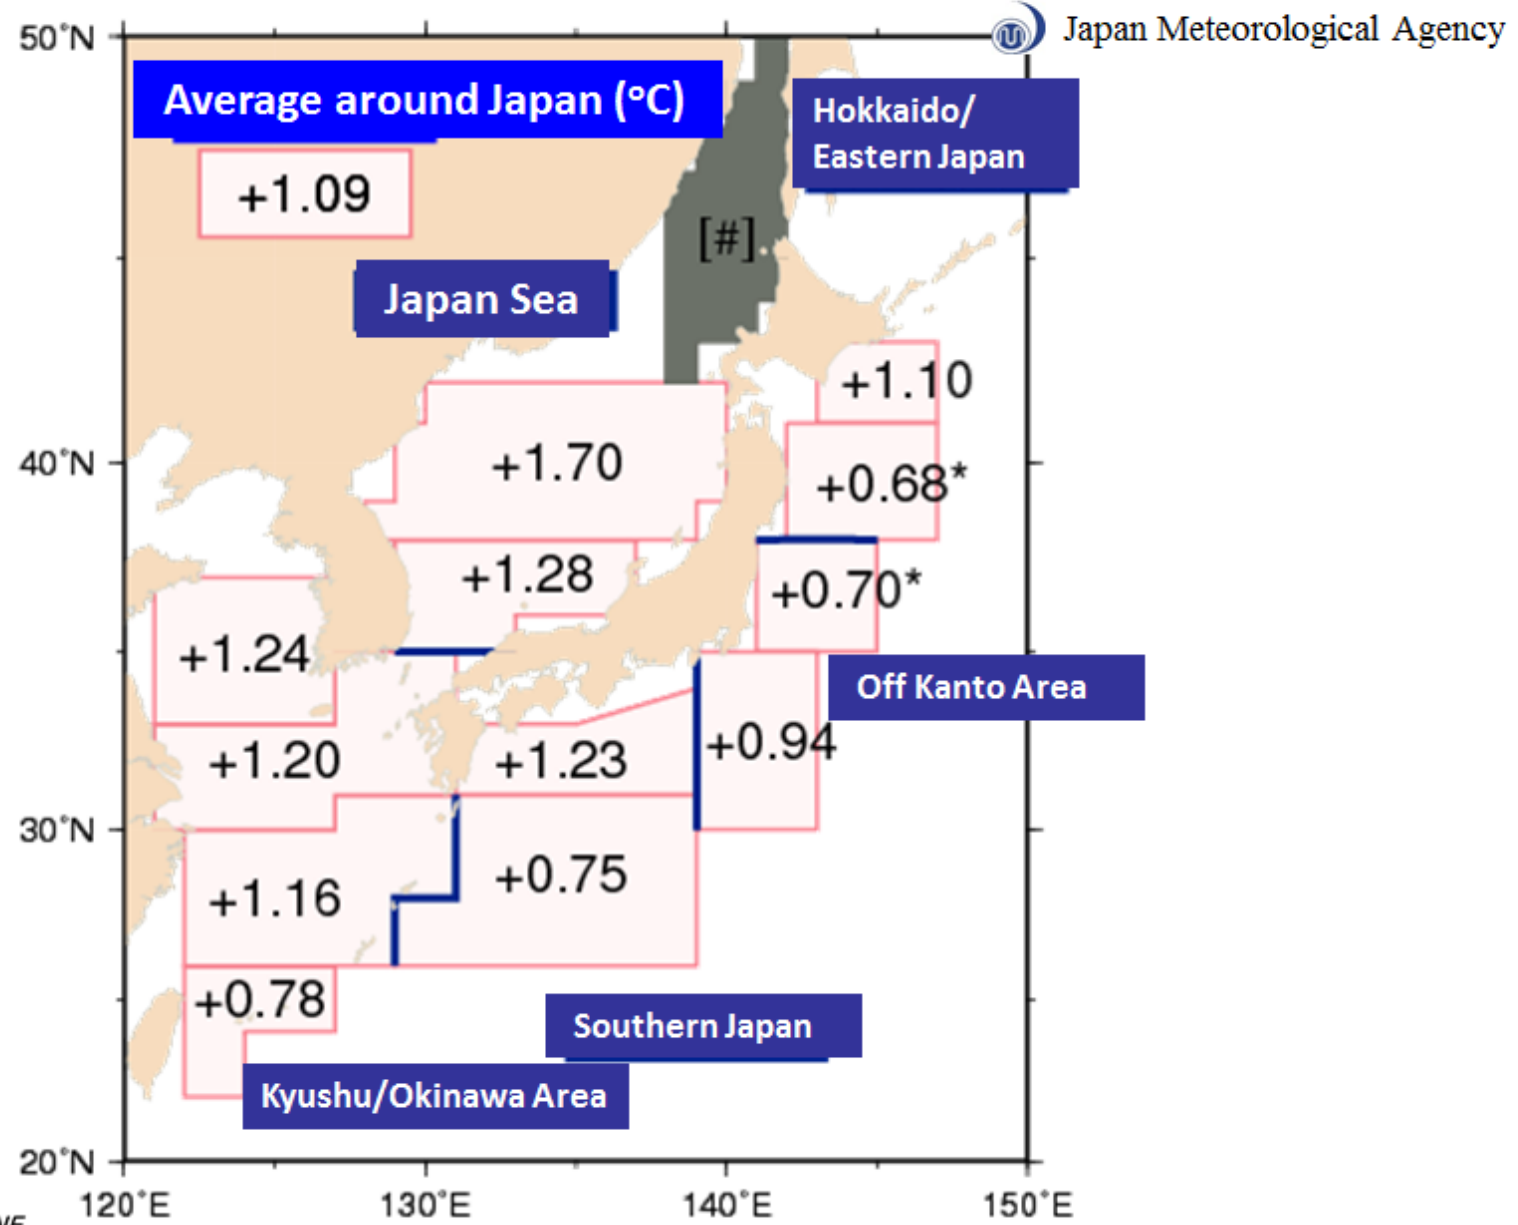 Japan Meteorological Agency
50°N
Average around Japan (°C)
Hokkaido/
Eastern Japan
+1.09
[#]
Japan Sea
+1.10
+1.70
40°N
+0.68*
+1.28
+0.70*
+1.24
Off Kanto Area
+0.94
+1.20
+1.23
30°N
+0.75
+1.16
+0.78
Southern Japan
Kyushu/Okinawa Area
20°N
120°E
130°E
140°E
150°E